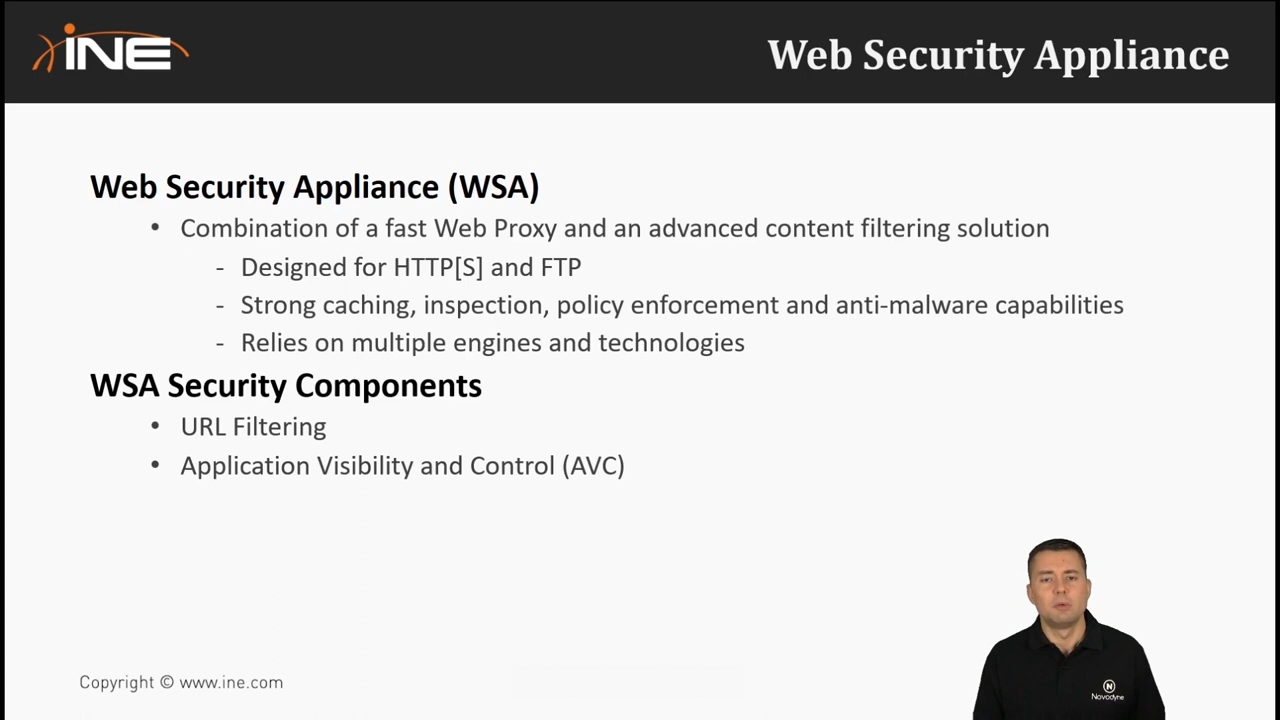 iNE
Web Security Appliance
Web Security Appliance (WSA)
• Combination of a fast Web Proxy and an advanced content filtering solution
- Designed for HTTP[S] and FTP
- Strong caching, inspection, policy enforcement and anti-malware capabilities
- Relies on multiple engines and technologies
WSA Security Components
• URL Filtering
• Application Visibility and Control (AVC)
Copyright © www.ine.com
N
Novodyne